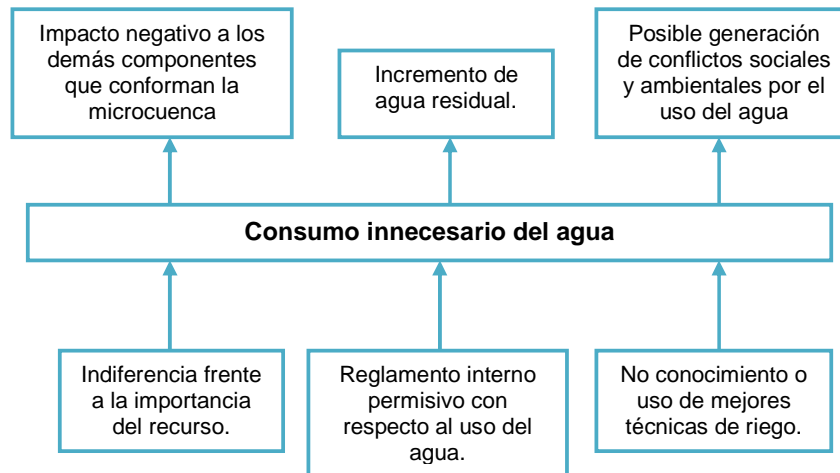 Impacto negativo a los
demás componentes
que conforman la
microcuenca
Incremento de
agua residual.
Posible generación
de conflictos sociales
y ambientales por el
uso del agua
Consumo innecesario del agua
Indiferencia frente
a la importancia
del recurso.
Reglamento interno
permisivo con
respecto al uso del
agua.
No conocimiento o
uso de mejores
técnicas de riego.